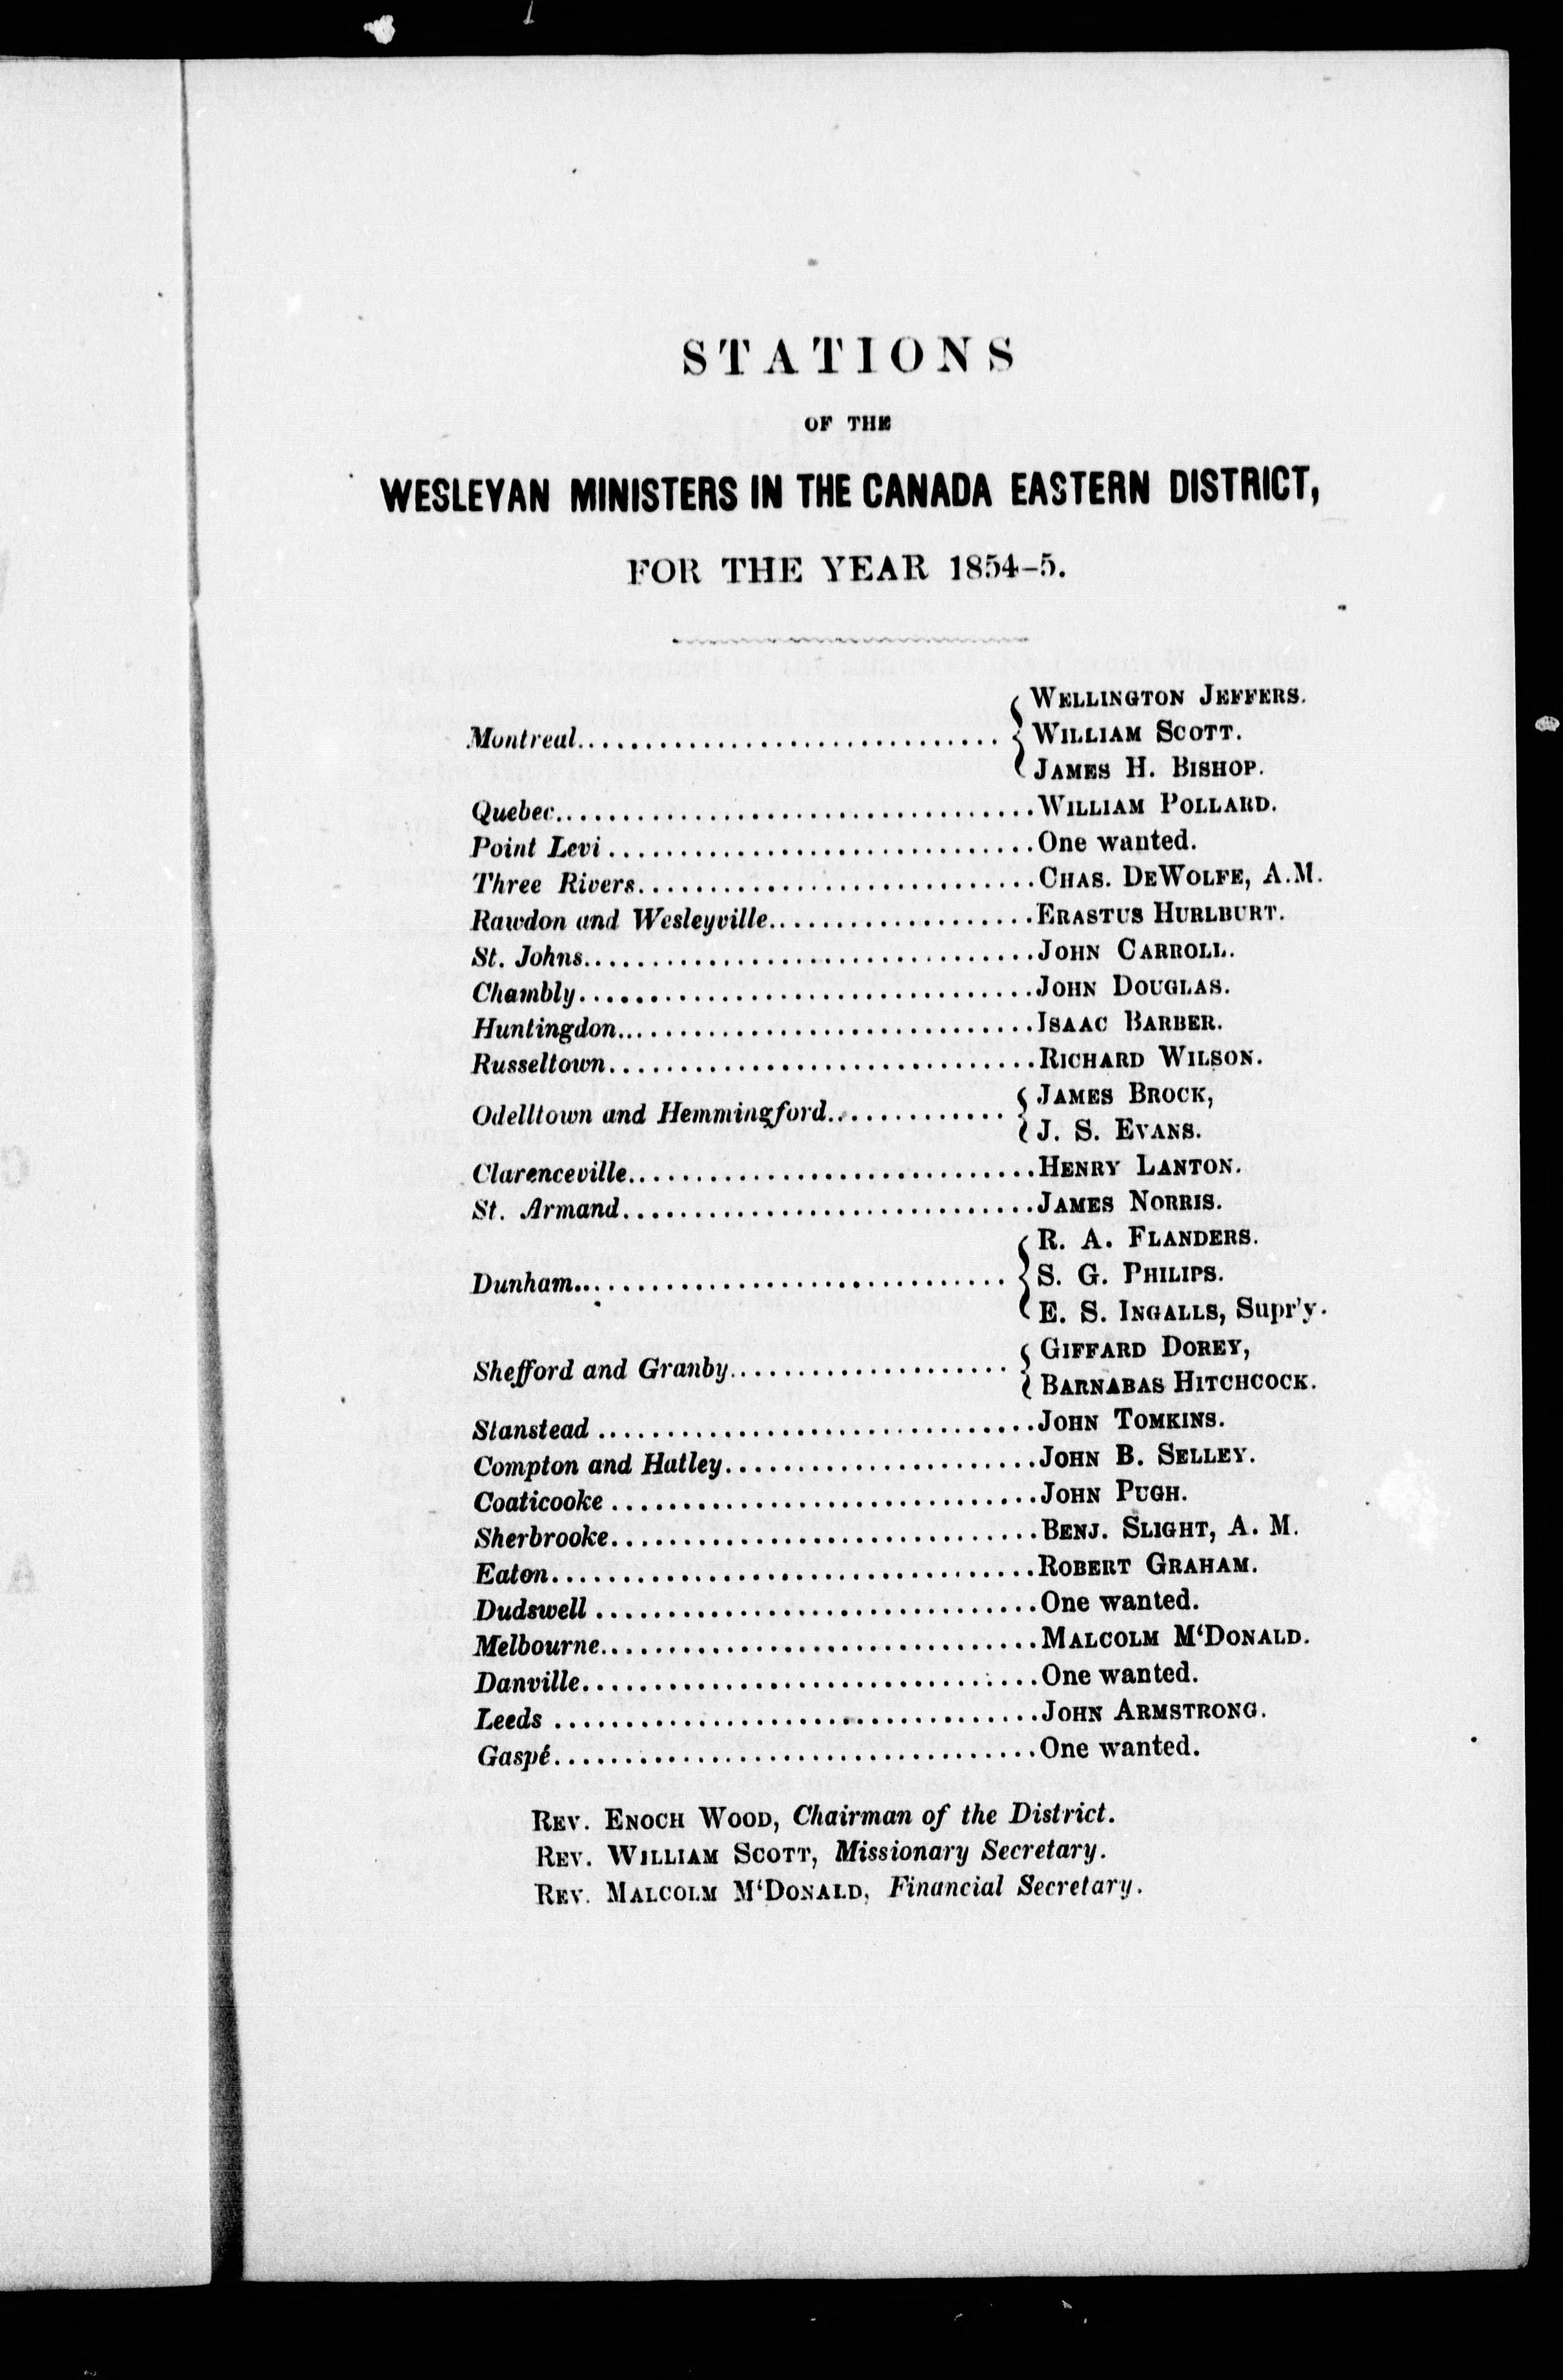 STATIONS
OF THE
WESLEYAN MINISTERS IN THE CANADA EASTERN DISTRICT,
FOR THE YEAR 1854-5.
WELLINGTON JEFFERS.
Montreal.............................. WILLIAM SCOTT.
JAMES H. BISHOP.
Quebec.................................WILLIAM POLLARD.
Point Levi..............................One wanted.
Three Rivers............................CHAS. DEWOLFE, A.M.
Rawdon and Wesleyville...................ERASTUS HURLBURT.
St. Johns................................JOHN CARROLL.
Chambly................................JOHN DOUGLAS.
Huntingdon.............................ISAAC BARBER.
Russeltown..............................RICHARD WILSON.
JAMES BROCK,
Odelltown and Hemmingford.............
J. S. EVANS.
Clarenceville.............................HENRY LANTON.
St. Armand.............................JAMES NORRIS.
R. A. FLANDERS.
Dunham.............................. S. G. PHILIPS.
E. S. INGALLS, Supr'y.
GIFFARD DOREY,
Shefford and Granby....................
BARNABAS HITCHCOCK.
Stanstead ...............................JOHN TOMKINS.
Compton and Hatley......................JOHN B. SELLEY.
Coaticooke ..............................JOHN PUGH.
Sherbrooke..............................BENJ. SLIGHT, A. M.
Eaton..................................ROBERT GRAHAM.
Dudswell ...............................One wanted.
Melbourne..............................MALCOLM M‘DONALD.
Danville................................One wanted.
Leeds ..................................JOHN ARMSTRONG.
Gaspé..................................One wanted.
REV. ENOCH WOOD, Chairman of the District.
REV. WILLIAM SCOTT, Missionary Secretary.
REV. MALCOLM M‘DONALD, Financial Secretary.